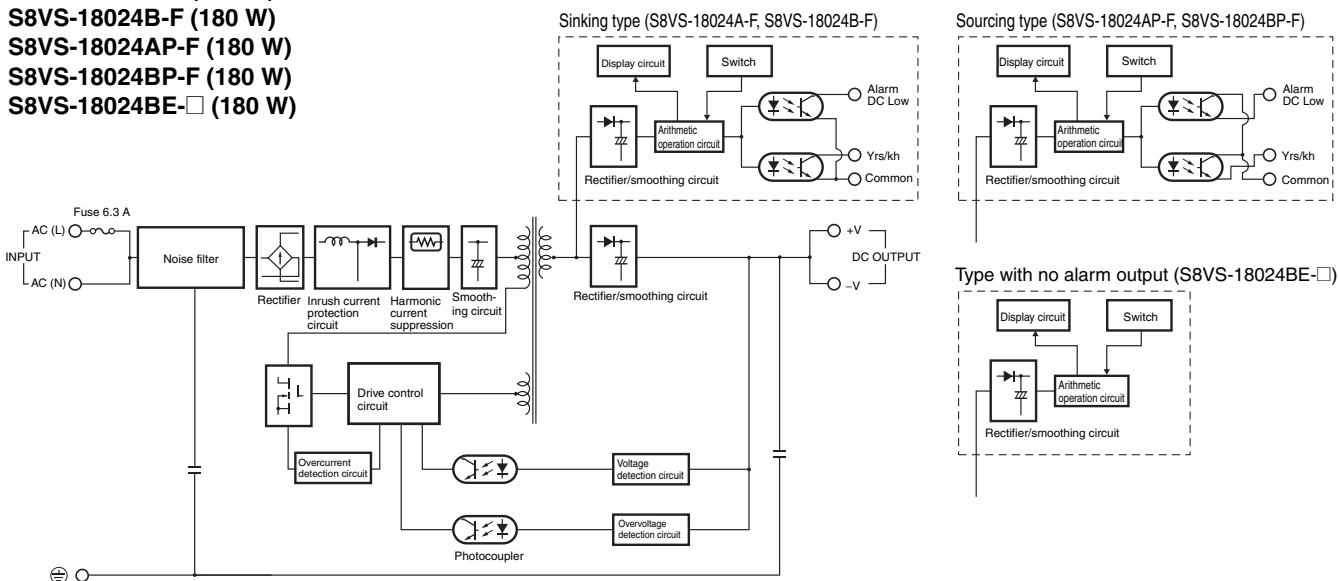 S8VS-18024B-F (180 W)
S8VS-18024AP-F (180 W)
S8VS-18024BP-F (180 W)
S8VS-18024BE-□ (180 W)
Sinking type (S8VS-18024A-F, S8VS-18024B-F)
Display circuit
Switch
Alarm
DC Low
Arithmetic
operation circuit
Yrs/kh
Common
Rectifier/smoothing circuit
Sourcing type (S8VS-18024AP-F, S8VS-18024BP-F)
Display circuit
Switch
Alarm
DC Low
Arithmetic
operation circuit
Yrs/kh
Common
Rectifier/smoothing circuit
Fuse 6.3 A
AC (L)
INPUT
AC (N)
Noise filter
Rectifier
Inrush current
protection
circuit
Harmonic
current
suppression
Smooth-
ing circuit
Rectifier/smoothing circuit
+V
DC OUTPUT
−V
Type with no alarm output (S8VS-18024BE-□)
Display circuit
Switch
Arithmetic
operation circuit
Rectifier/smoothing circuit
Drive control
circuit
Overcurrent
detection circuit
Voltage
detection circuit
Overvoltage
detection circuit
Photocoupler